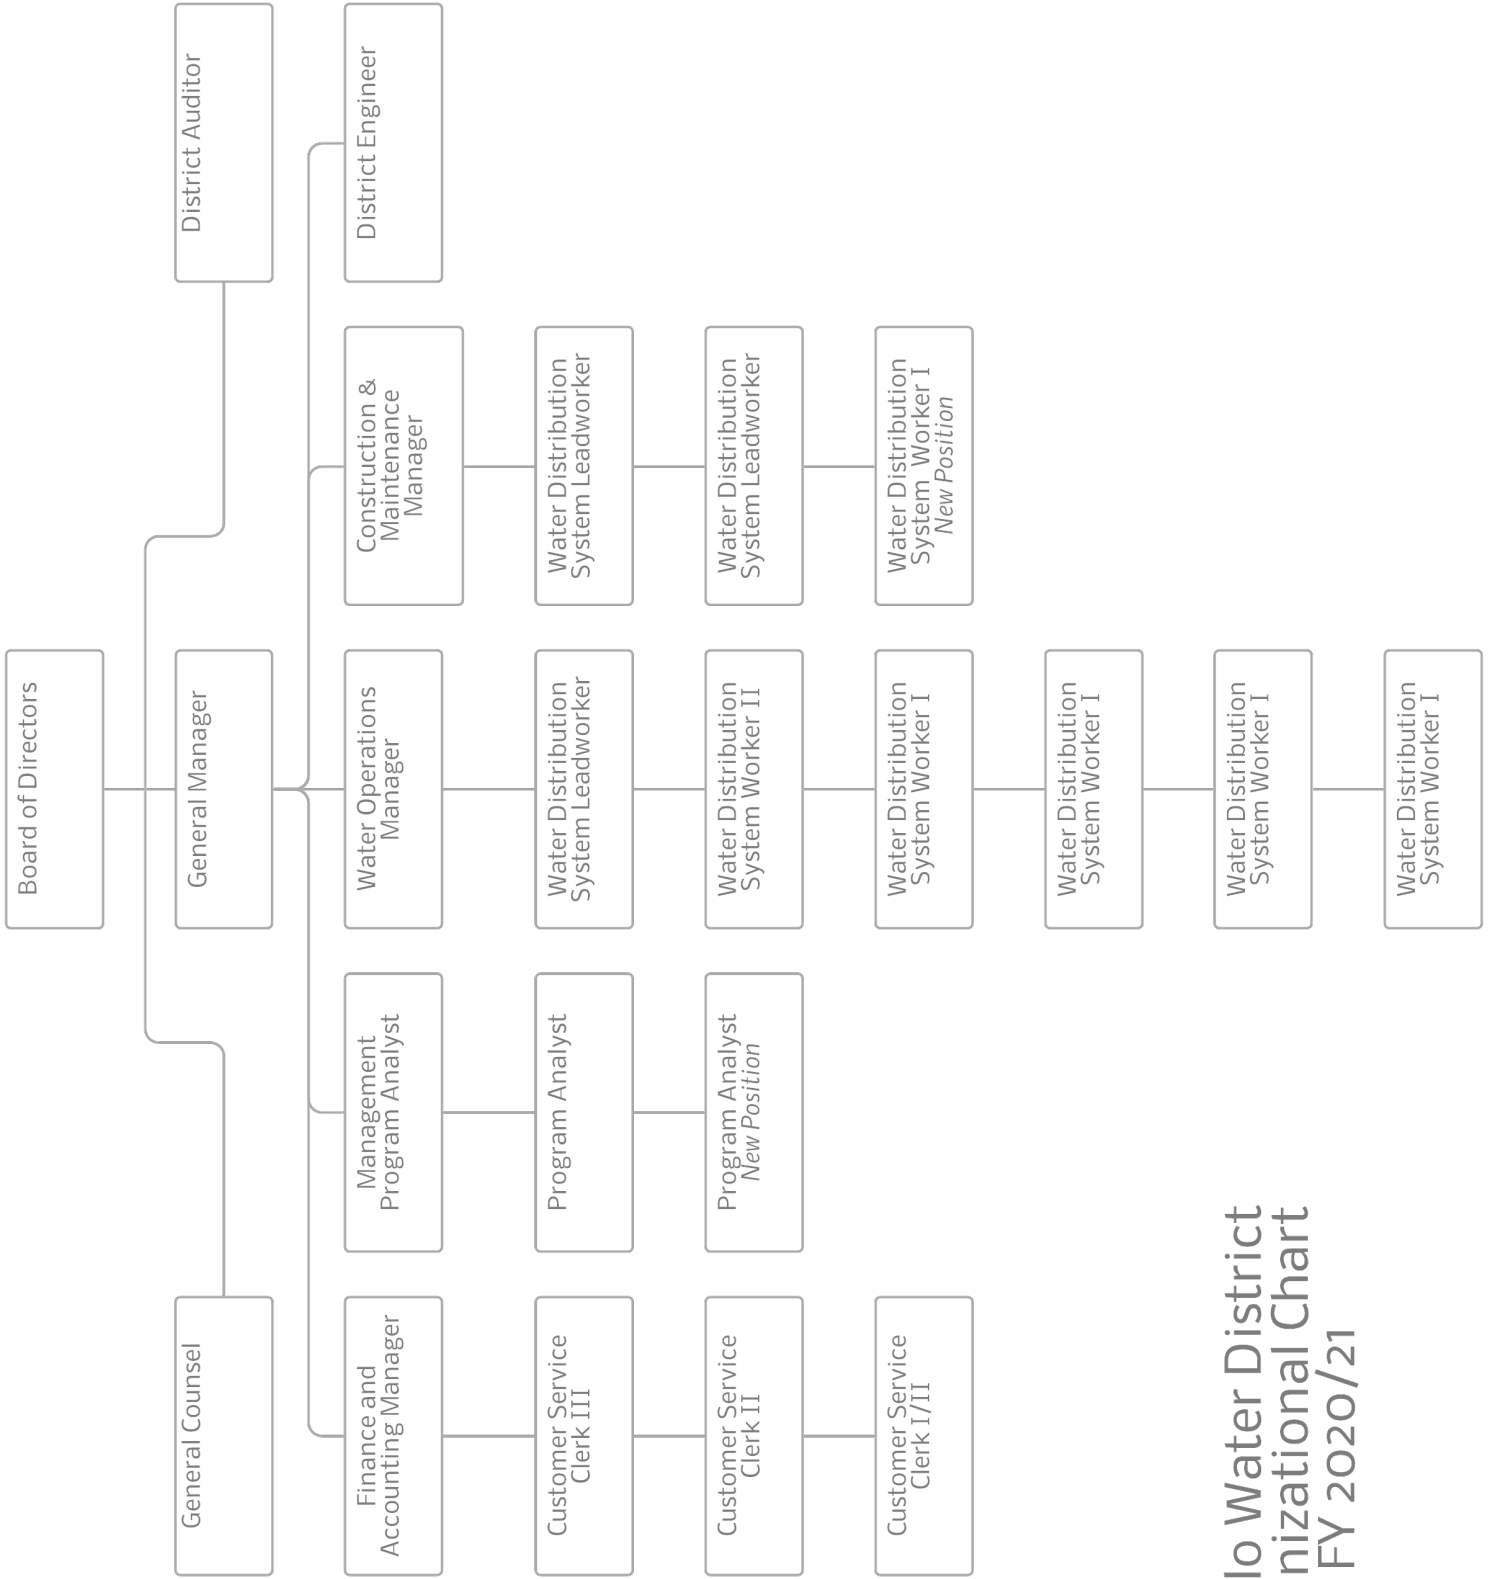 Board of Directors
General Counsel
General Manager
District Auditor
Finance and
Accounting Manager
Management
Program Analyst
Water Operations
Manager
Construction &
Maintenance
Manager
District Engineer
Customer Service
Clerk III
Program Analyst
Water Distribution
System Leadworker
Water Distribution
System Leadworker
Customer Service
Clerk II
Program Analyst
New Position
Water Distribution
System Worker II
Water Distribution
System Leadworker
Customer Service
Clerk I/II
Water Distribution
System Worker I
Water Distribution
System Worker I
New Position
Water Distribution
System Worker I
Water Distribution
System Worker I
Water Distribution
System Worker I
lo Water District
nizational Chart
FY 2020/21